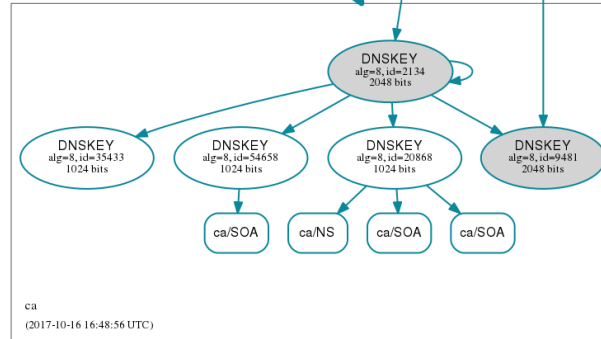 DNSKEY
alg=8, id=2134
2048 bits
DNSKEY
alg=8, id=35433
1024 bits
DNSKEY
alg=8, id=54658
1024 bits
DNSKEY
alg=8, id=20868
1024 bits
DNSKEY
alg=8, id=9481
2048 bits
ca/SOA
ca/NS
ca/SOA
ca/SOA
ca
(2017-10-16 16:48:56 UTC)